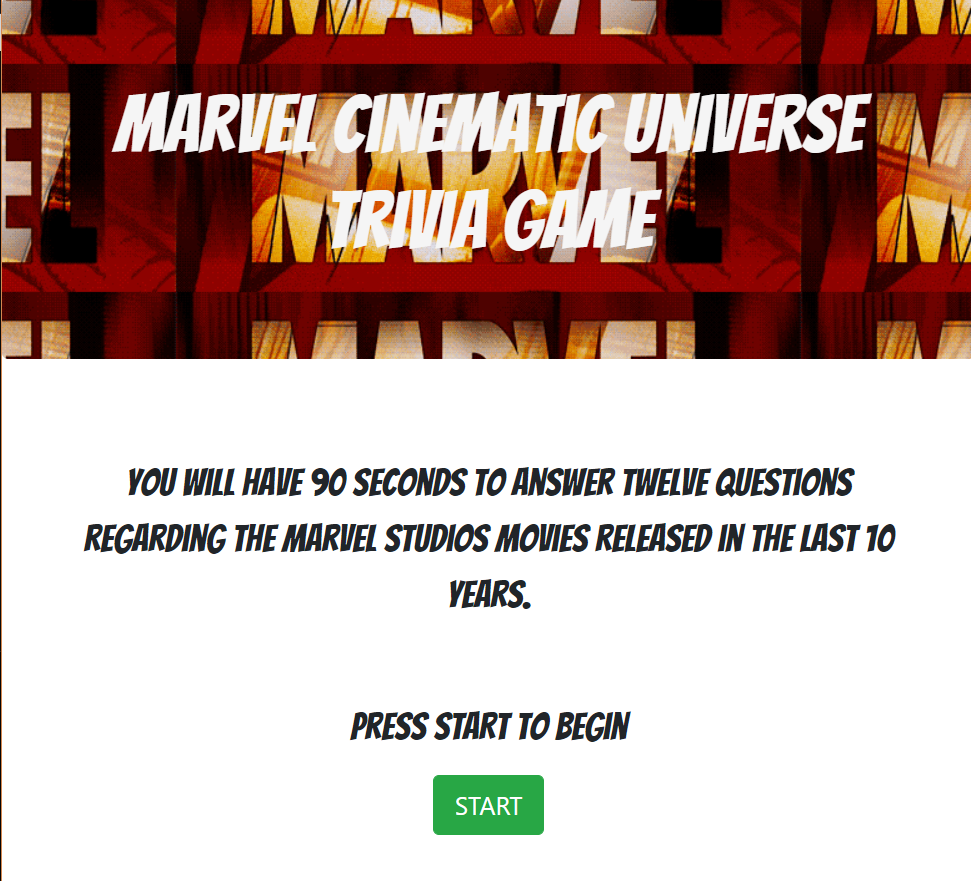 MARVEL CINEMATIC UNIVERSE
TRIVIA GAME
MARVEL
YOU WILL HAVE 90 SECONDS TO ANSWER TWELVE QUESTIONS
REGARDING THE MARVEL STUDIOS MOVIES RELEASED IN THE LAST 10
YEARS.
PRESS START TO BEGIN
START